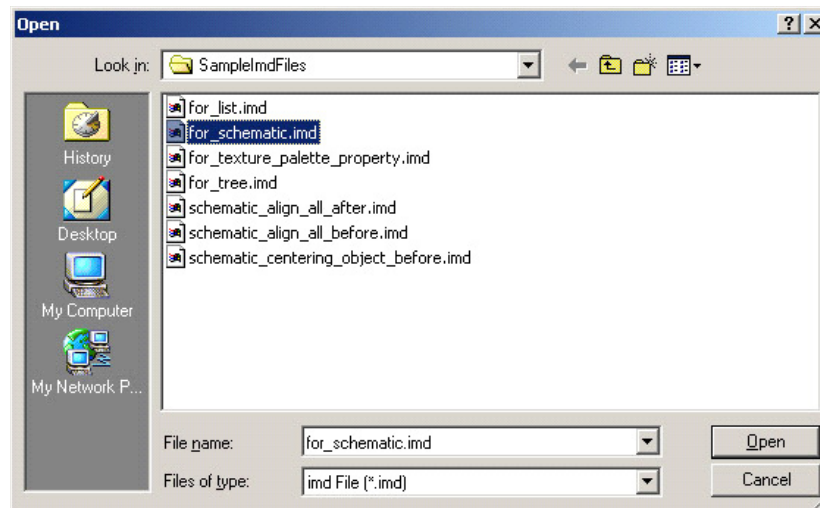 Open
Look in: SampleImdFiles
History
Desktop
My Computer
My Network P...
for_list.imd
for_schematic.imd
for_texture_palette_property.imd
for_tree.imd
schematic_align_all_after.imd
schematic_align_all_before.imd
schematic_centering_object_before.imd
File name: for_schematic.imd Open
Files of type: imd File (*.imd) Cancel